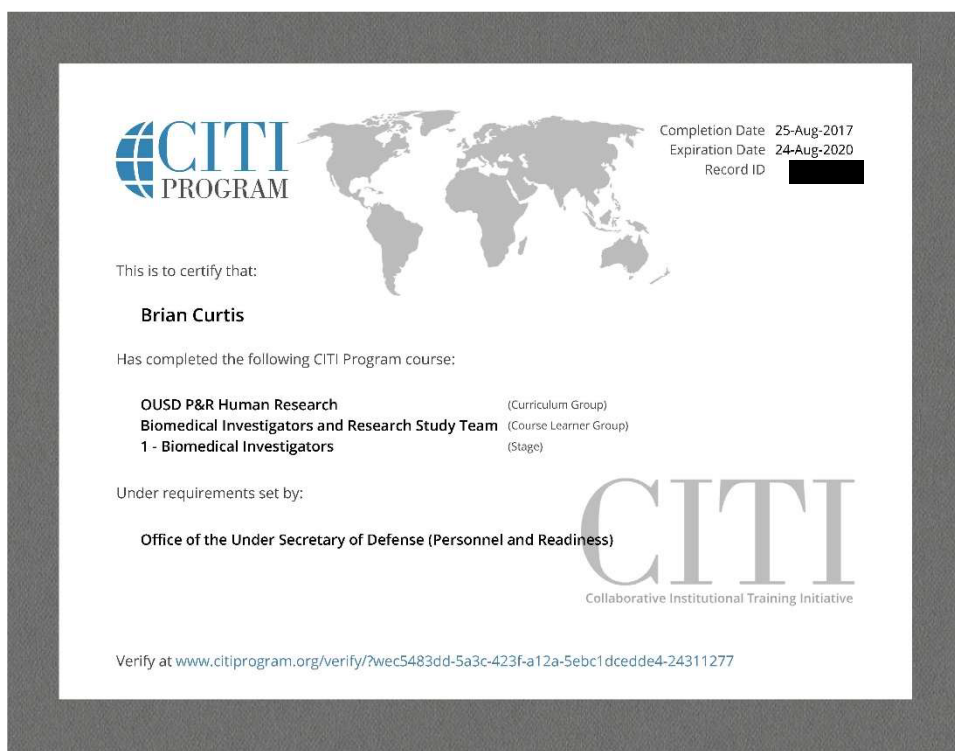 CITI
PROGRAM
Completion Date 25-Aug-2017
Expiration Date 24-Aug-2020
Record ID
This is to certify that:
Brian Curtis
Has completed the following CITI Program course:
OUSD P&R Human Research (Curriculum Group)
Biomedical Investigators and Research Study Team (Course Learner Group)
1 - Biomedical Investigators (Stage)
Under requirements set by:
Office of the Under Secretary of Defense (Personnel and Readiness)
CITI
Collaborative Institutional Training Initiative
Verify at www.citiprogram.org/verify/?wec5483dd-5a3c-423f-a12a-5ebc1dcedde4-24311277